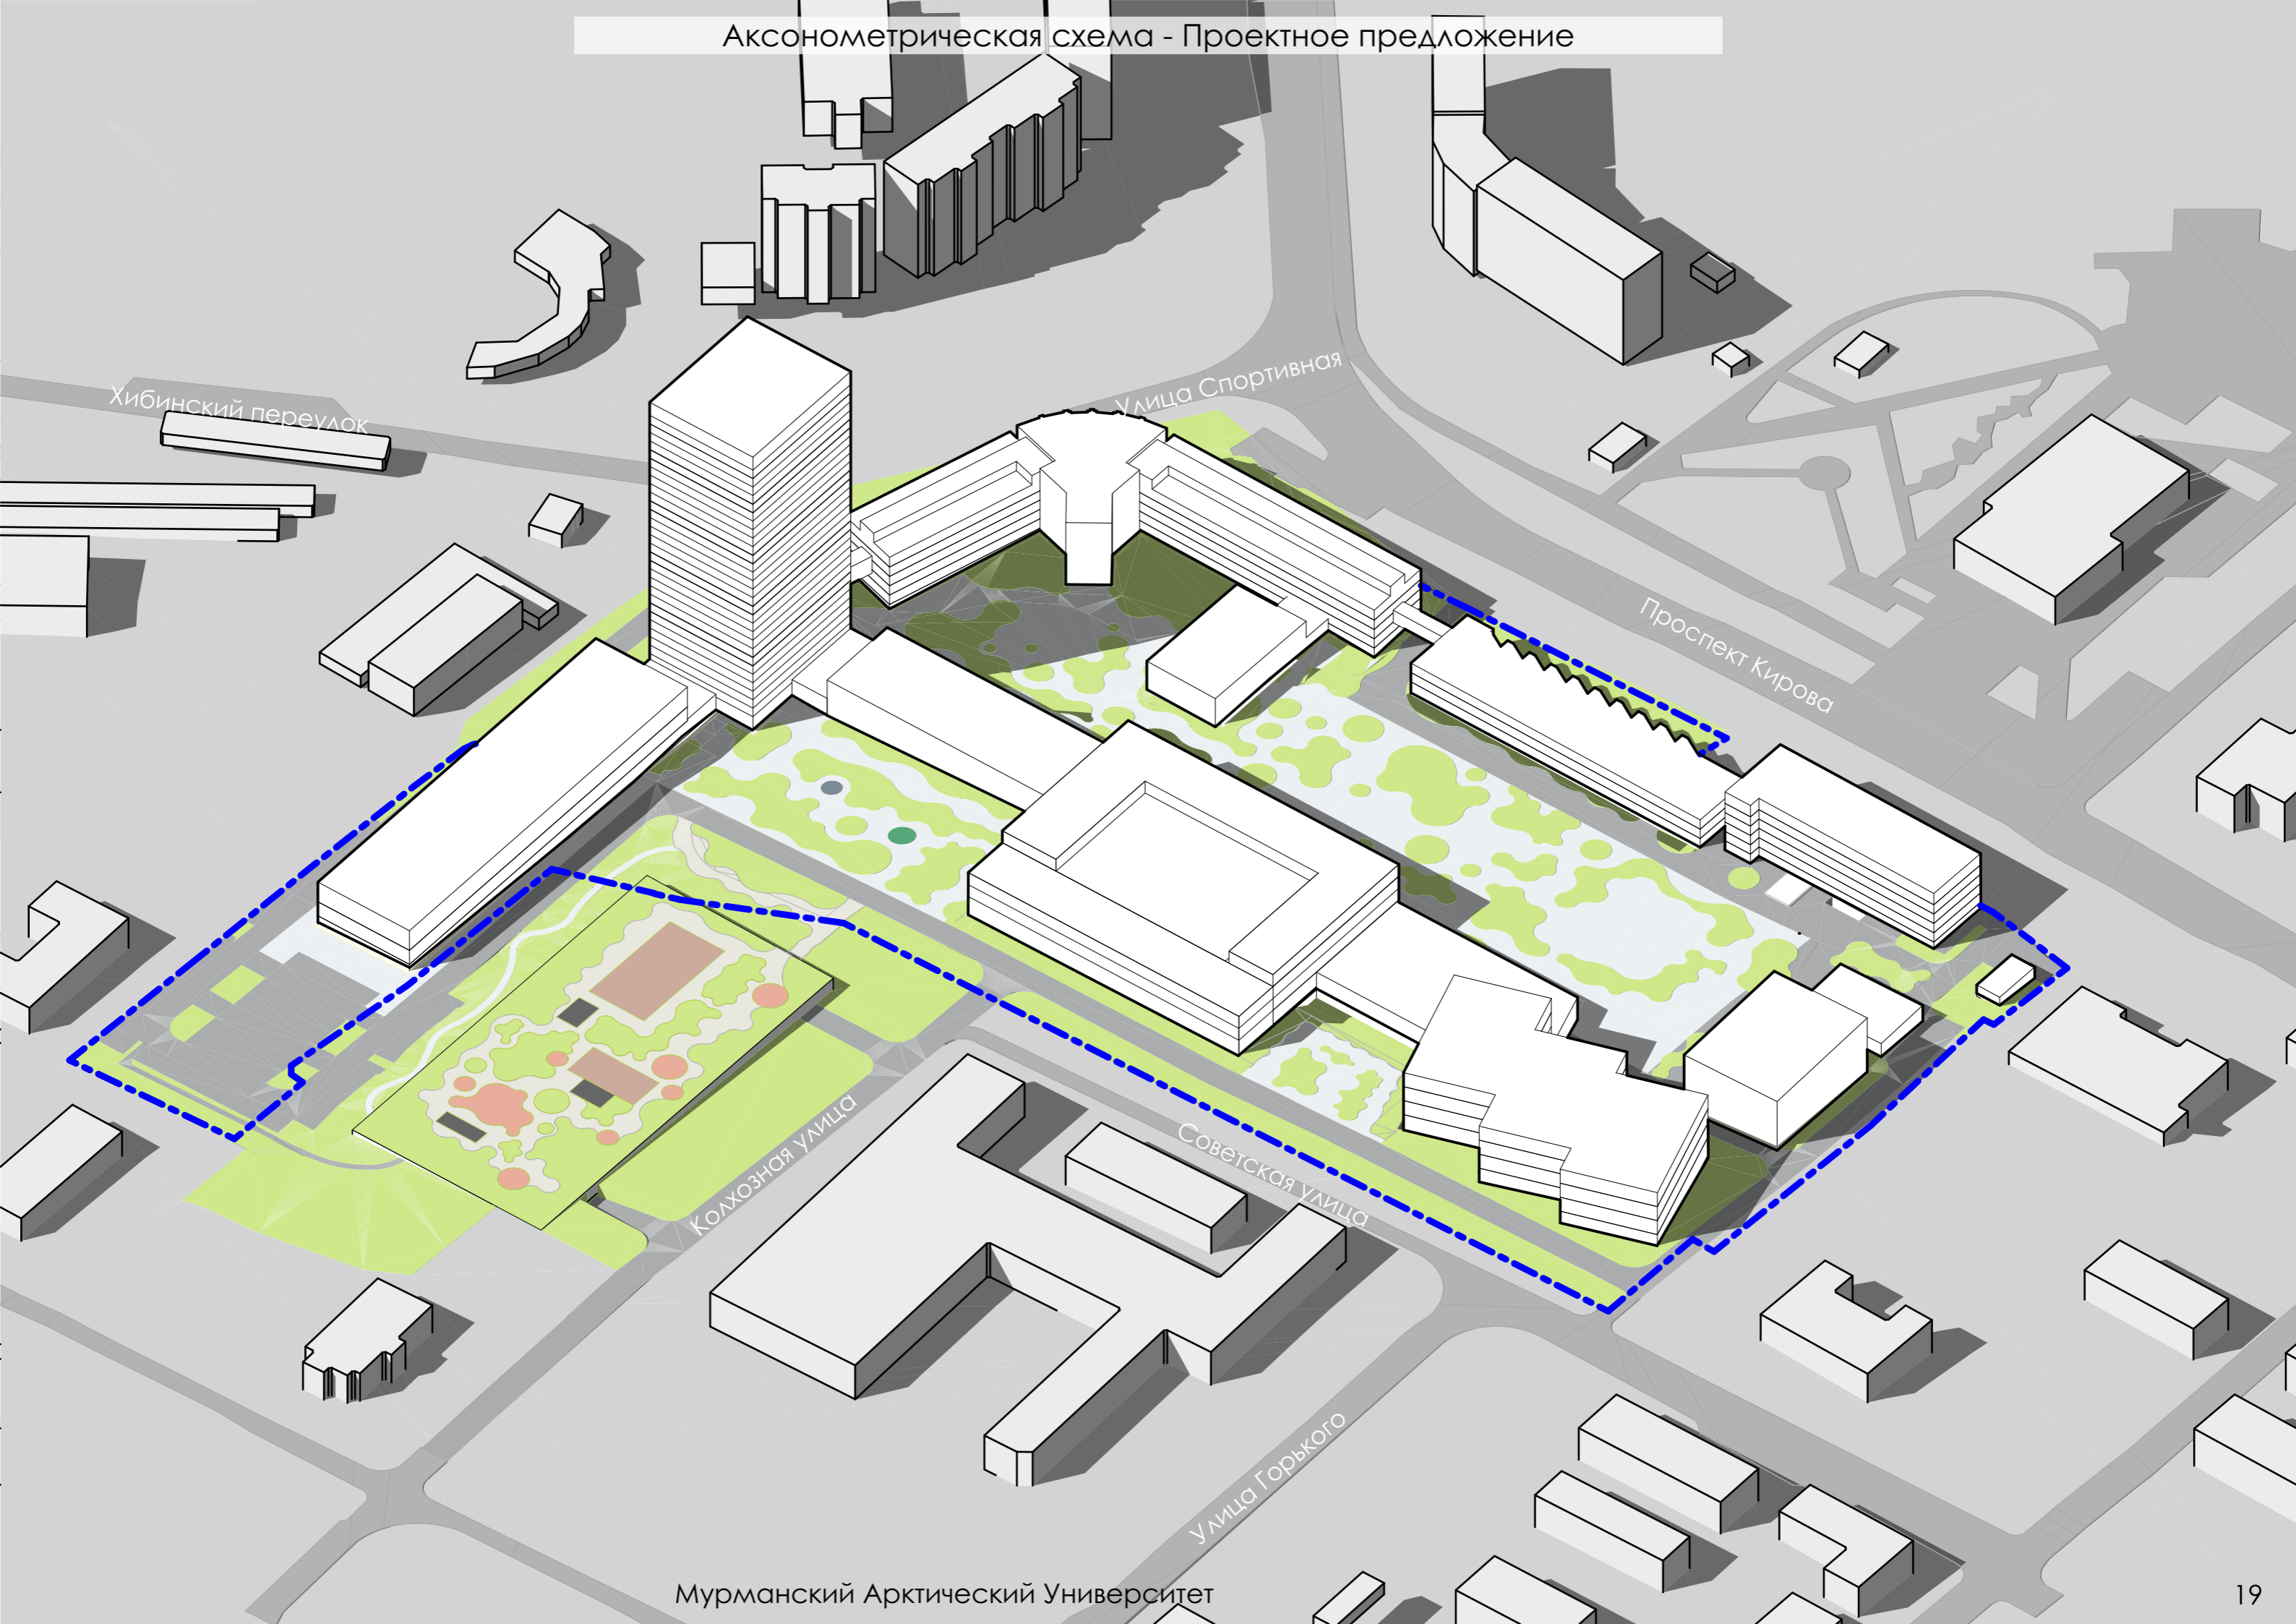 Аксонометрическая схема - Проектное предложение
Улица Спортивная
Хибинский переулок
Проспект Кирова
Колхозная улица
Советская улица
Улица Горького
Мурманский Арктический Университет
19